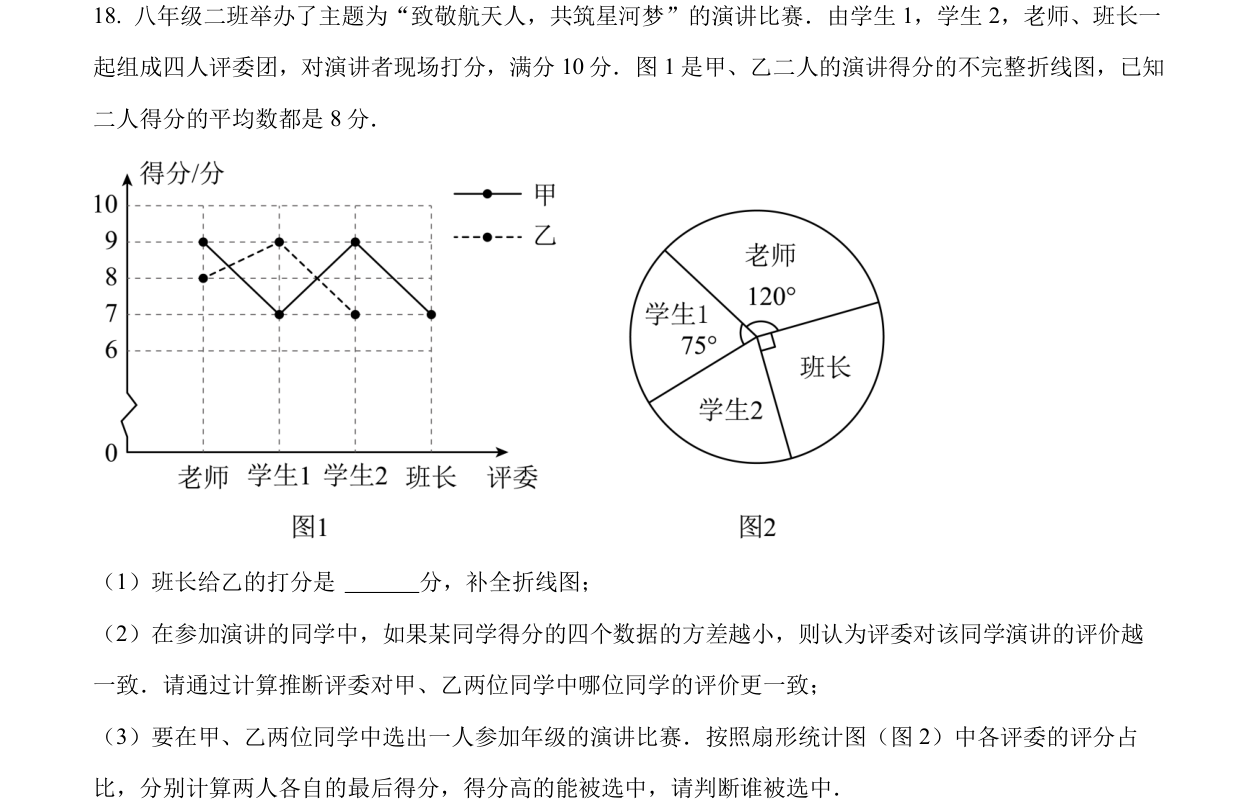 18. 八年级二班举办了主题为“致敬航天人，共筑星河梦”的演讲比赛．由学生 1，学生 2，老师、班长一
起组成四人评委团，对演讲者现场打分，满分 10 分．图 1 是甲、乙二人的演讲得分的不完整折线图，已知
二人得分的平均数都是 8 分．
得分/分
10
9
8
7
6
0
老师 学生1 学生2 班长 评委
甲
乙
图1
老师
120°
学生1
75°
班长
学生2
图2
（1）班长给乙的打分是 ______分，补全折线图；
（2）在参加演讲的同学中，如果某同学得分的四个数据的方差越小，则认为评委对该同学演讲的评价越
一致．请通过计算推断评委对甲、乙两位同学中哪位同学的评价更一致；
（3）要在甲、乙两位同学中选出一人参加年级的演讲比赛．按照扇形统计图（图 2）中各评委的评分占
比，分别计算两人各自的最后得分，得分高的能被选中，请判断谁被选中．